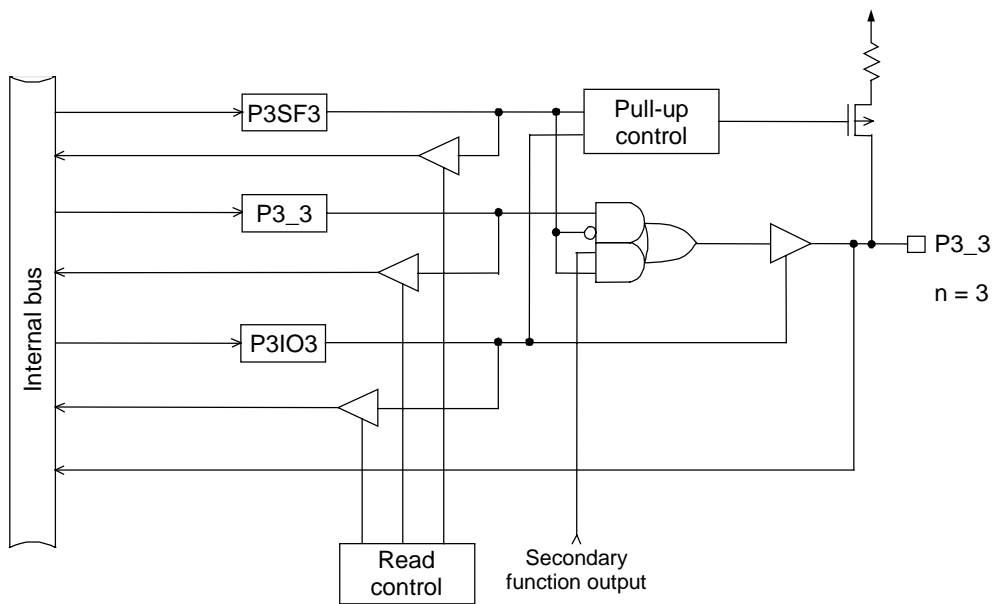 P3SF3
Pull-up
control
P3_3
P3_3
n = 3
Internal bus
P3IO3
Read
control
Secondary
function output